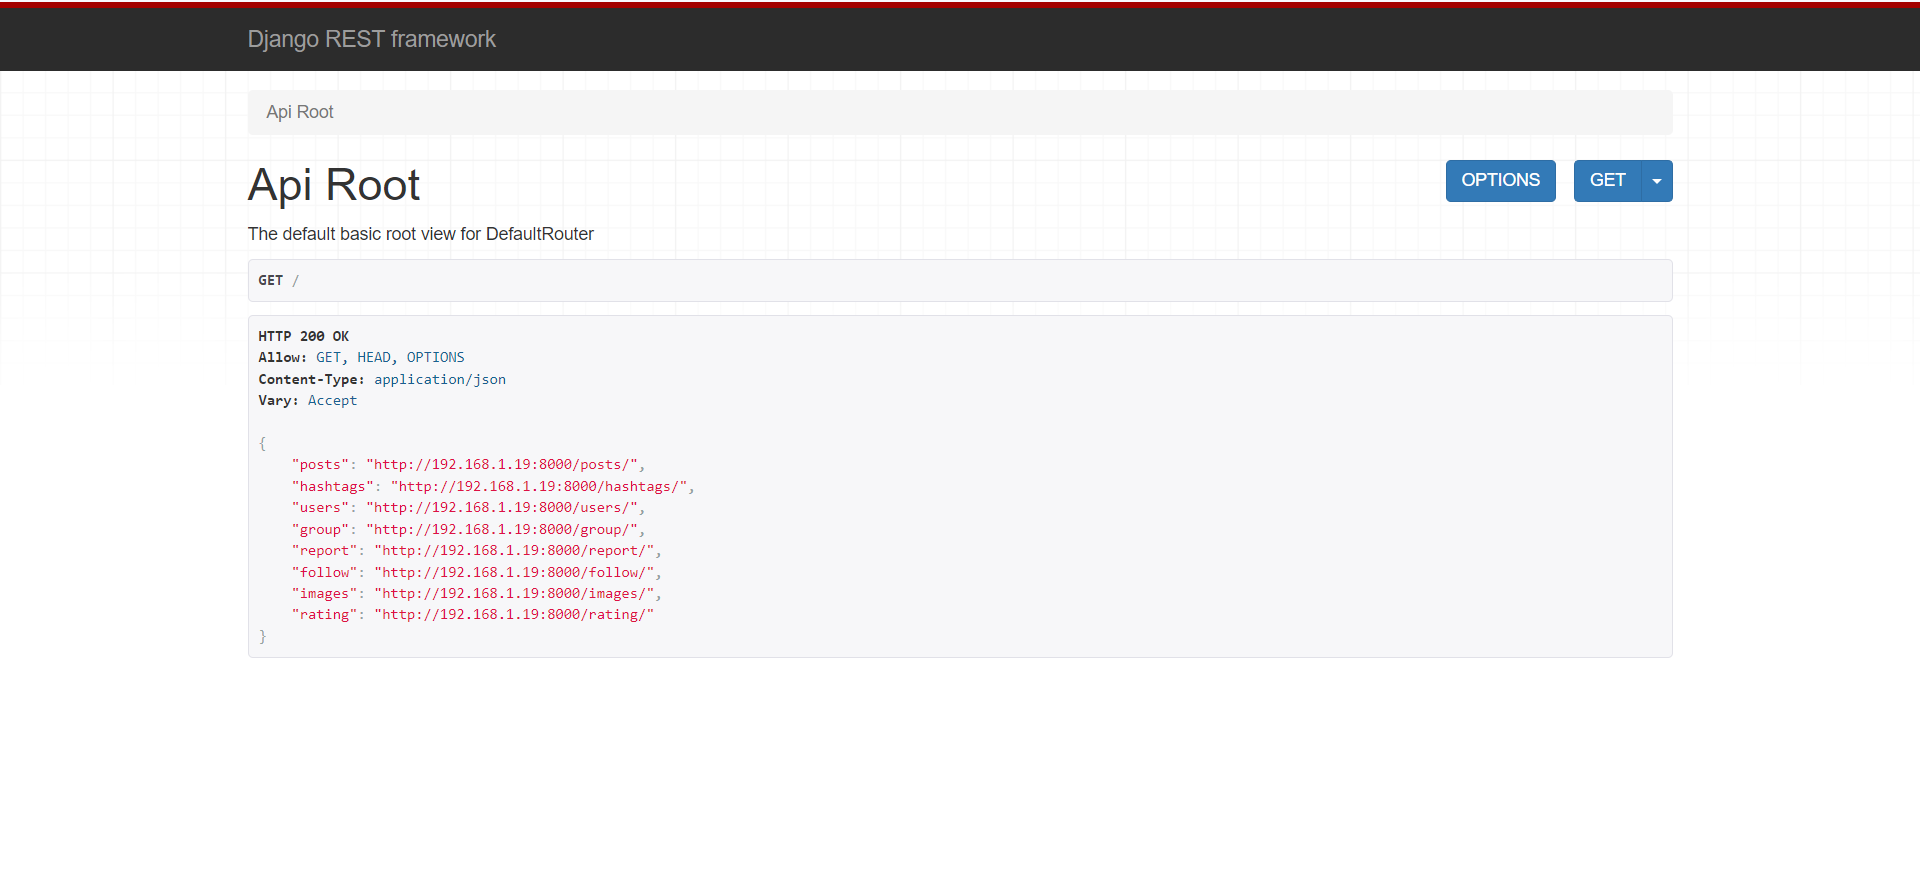 Django REST framework
Api Root
Api Root
OPTIONS
GET
The default basic root view for DefaultRouter
GET /
HTTP 200 OK
Allow: GET, HEAD, OPTIONS
Content-Type: application/json
Vary: Accept
{
    "posts": "http://192.168.1.19:8000/posts/",
    "hashtags": "http://192.168.1.19:8000/hashtags/",
    "users": "http://192.168.1.19:8000/users/",
    "group": "http://192.168.1.19:8000/group/",
    "report": "http://192.168.1.19:8000/report/",
    "follow": "http://192.168.1.19:8000/follow/",
    "images": "http://192.168.1.19:8000/images/",
    "rating": "http://192.168.1.19:8000/rating/"
}